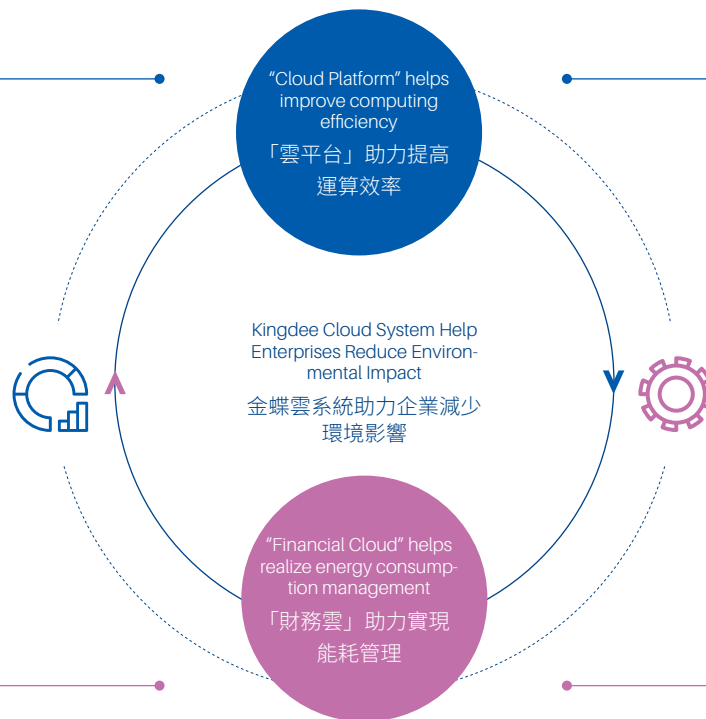 “Cloud Platform” helps
improve computing
efficiency
「雲平台」助力提高
運算效率
Kingdee Cloud System Help
Enterprises Reduce Environ-
mental Impact
金蝶雲系統助力企業減少
環境影響
“Financial Cloud” helps
realize energy consump-
tion management
「財務雲」助力實現
能耗管理